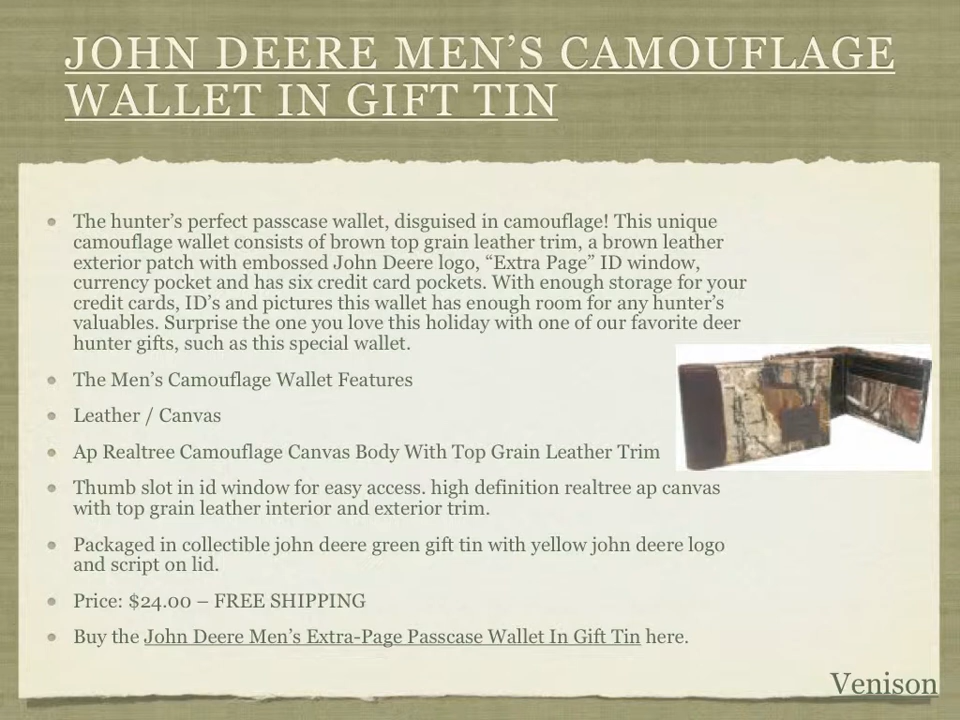 JOHN DEERE MEN’S CAMOUFLAGE
WALLET IN GIFT TIN
The hunter’s perfect passcase wallet, disguised in camouflage! This unique
camouflage wallet consists of brown top grain leather trim, a brown leather
exterior patch with embossed John Deere logo, “Extra Page” ID window,
currency pocket and has six credit card pockets. With enough storage for your
credit cards, ID’s and pictures this wallet has enough room for any hunter’s
valuables. Surprise the one you love this holiday with one of our favorite deer
hunter gifts, such as this special wallet.
The Men’s Camouflage Wallet Features
Leather / Canvas
Ap Realtree Camouflage Canvas Body With Top Grain Leather Trim
Thumb slot in id window for easy access. high definition realtree ap canvas
with top grain leather interior and exterior trim.
Packaged in collectible john deere green gift tin with yellow john deere logo
and script on lid.
Price: $24.00 – FREE SHIPPING
Buy the John Deere Men’s Extra-Page Passcase Wallet In Gift Tin here.
Venison